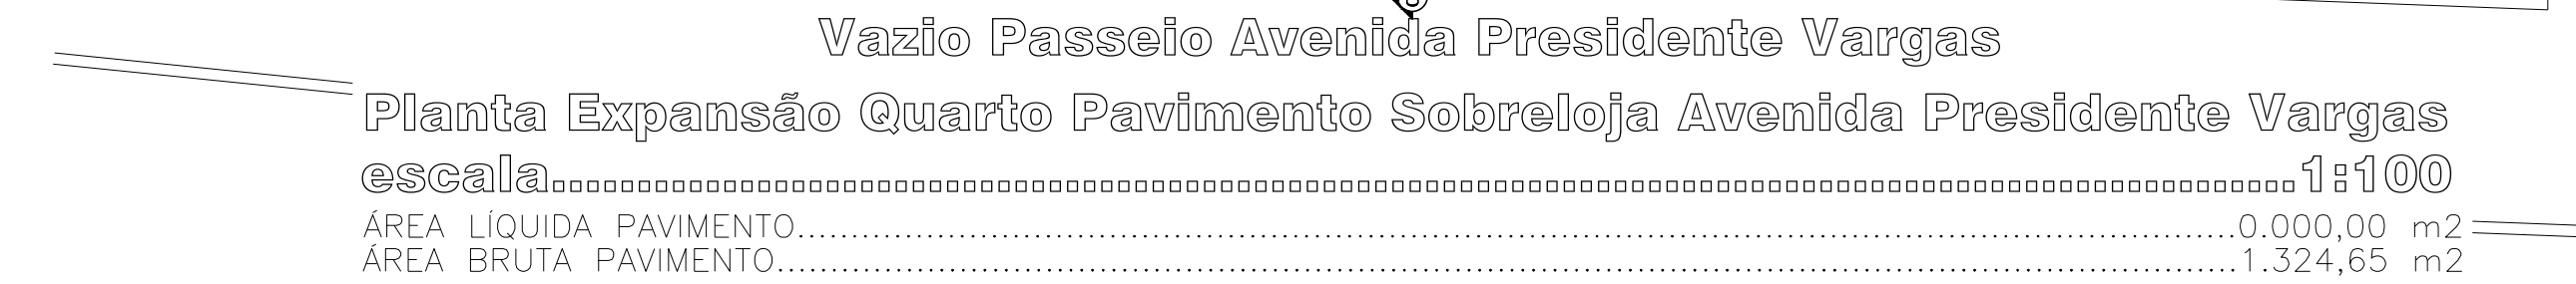 Vazio Passeio Avenida Presidente Vargas
Planta Expansão Quarto Pavimento Sobreloja Avenida Presidente Vargas
escala....................................................................................................1:100
ÁREA LÍQUIDA PAVIMENTO....................................................................................................0.000,00 m2
ÁREA BRUTA PAVIMENTO....................................................................................................1.324,65 m2